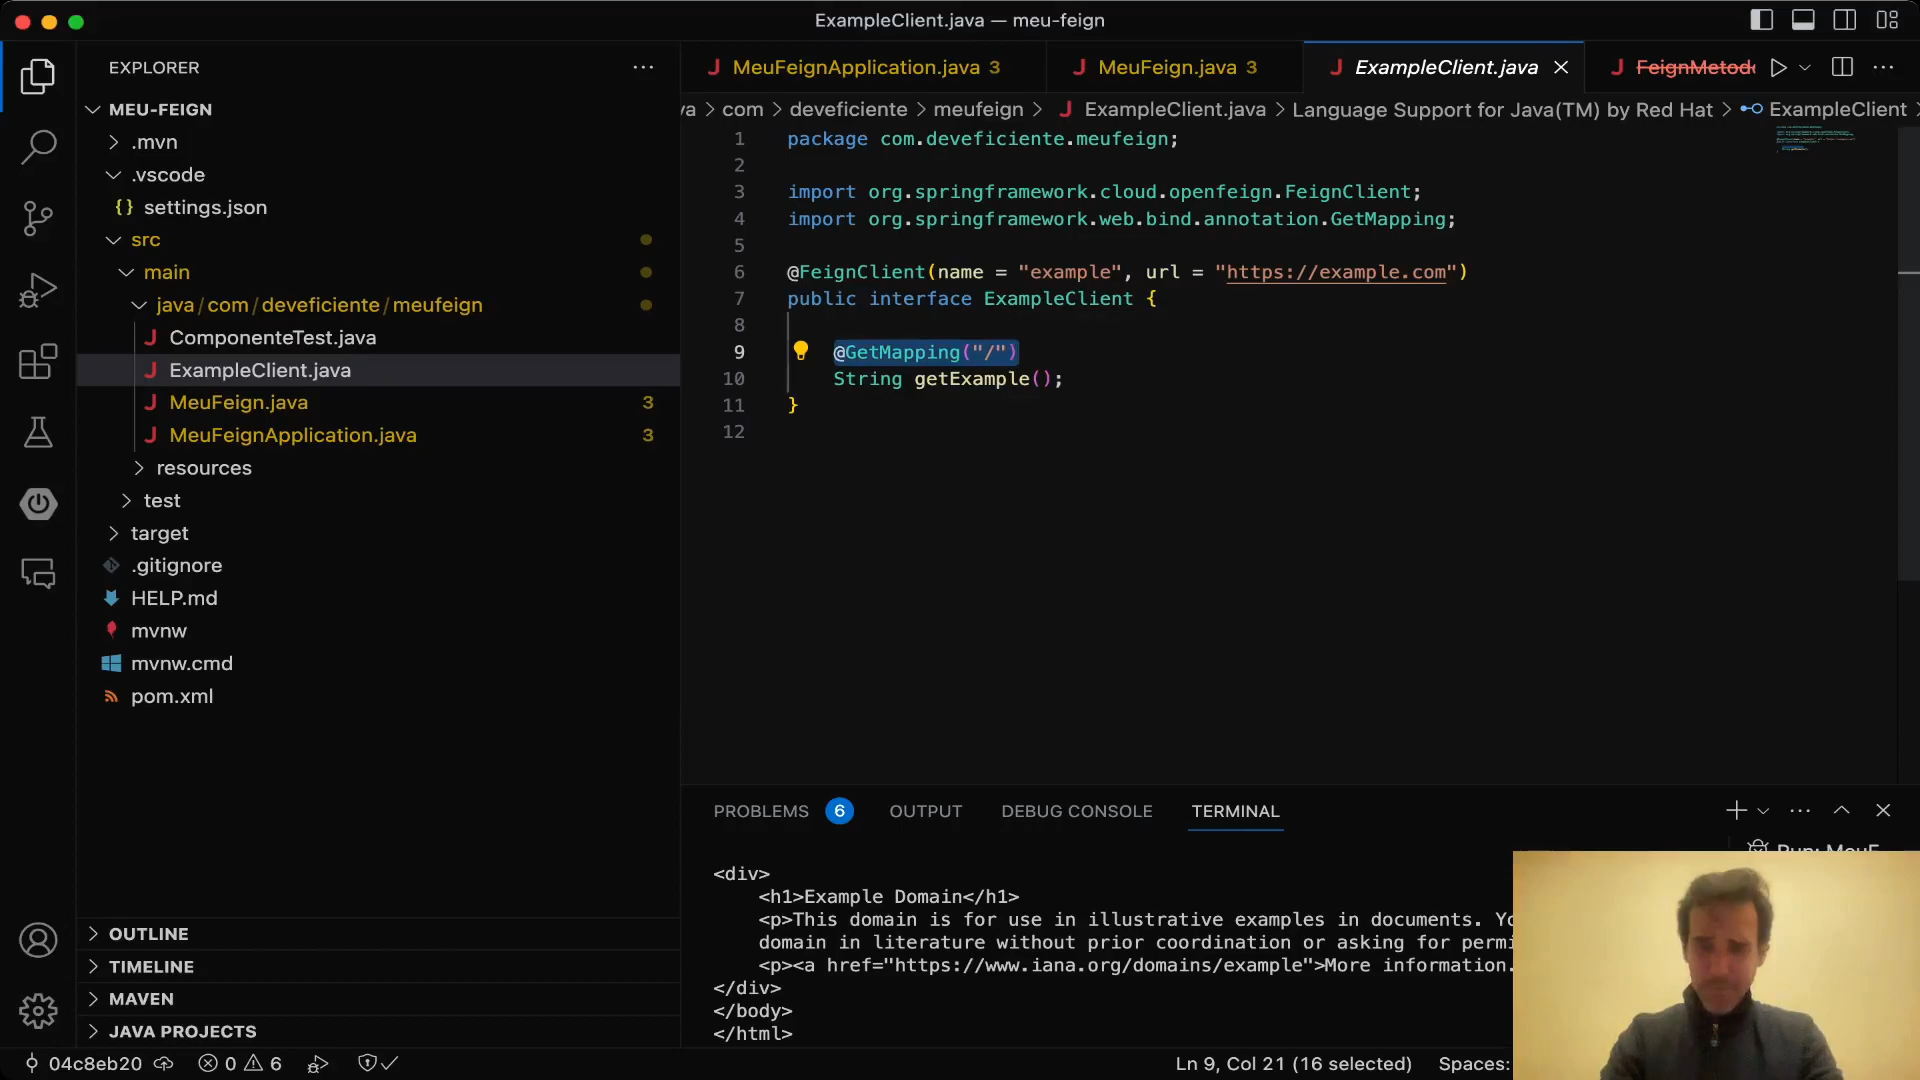 ExampleClient.java — meu-feign
EXPLORER
MEU-FEIGN
.mvn
.vscode
{} settings.json
src
main
java/com/deveficiente/meufeign
J ComponenteTest.java
J ExampleClient.java
J MeuFeign.java 3
J MeuFeignApplication.java 3
resources
test
target
.gitignore
HELP.md
mvnw
mvnw.cmd
pom.xml
OUTLINE
TIMELINE
MAVEN
JAVA PROJECTS
J MeuFeignApplication.java 3
J MeuFeign.java 3
J ExampleClient.java
J FeignMetod
va > com > deveficiente > meufeign > J ExampleClient.java > Language Support for Java(TM) by Red Hat > ExampleClient
1 package com.deveficiente.meufeign;
2
3 import org.springframework.cloud.openfeign.FeignClient;
4 import org.springframework.web.bind.annotation.GetMapping;
5
6 @FeignClient(name = "example", url = "https://example.com")
7 public interface ExampleClient {
8
9 @GetMapping("/")
10 String getExample();
11 }
12
PROBLEMS 6 OUTPUT DEBUG CONSOLE TERMINAL
<div>
<h1>Example Domain</h1>
<p>This domain is for use in illustrative examples in documents. Yo
domain in literature without prior coordination or asking for permi
<p><a href="https://www.iana.org/domains/example">More information.
</div>
</body>
</html>
Run: MeuF
04c8eb20 0 6
Ln 9, Col 21 (16 selected) Spaces: